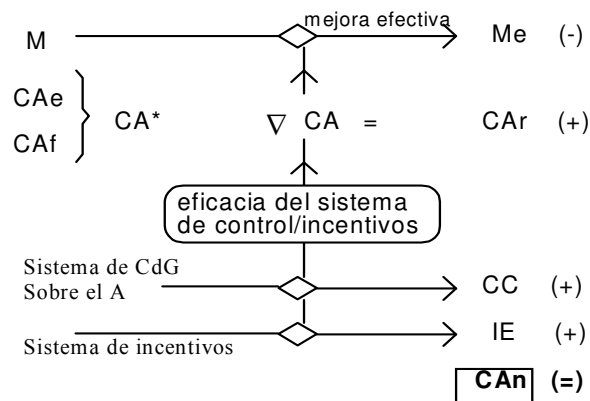 mejora efectiva
M Me (-)
CAe
CA* ∇ CA = CAr (+)
CAf
eficacia del sistema
de control/incentivos
Sistema de CdG
Sobre el A
CC (+)
IE (+)
Sistema de incentivos
CAn (=)